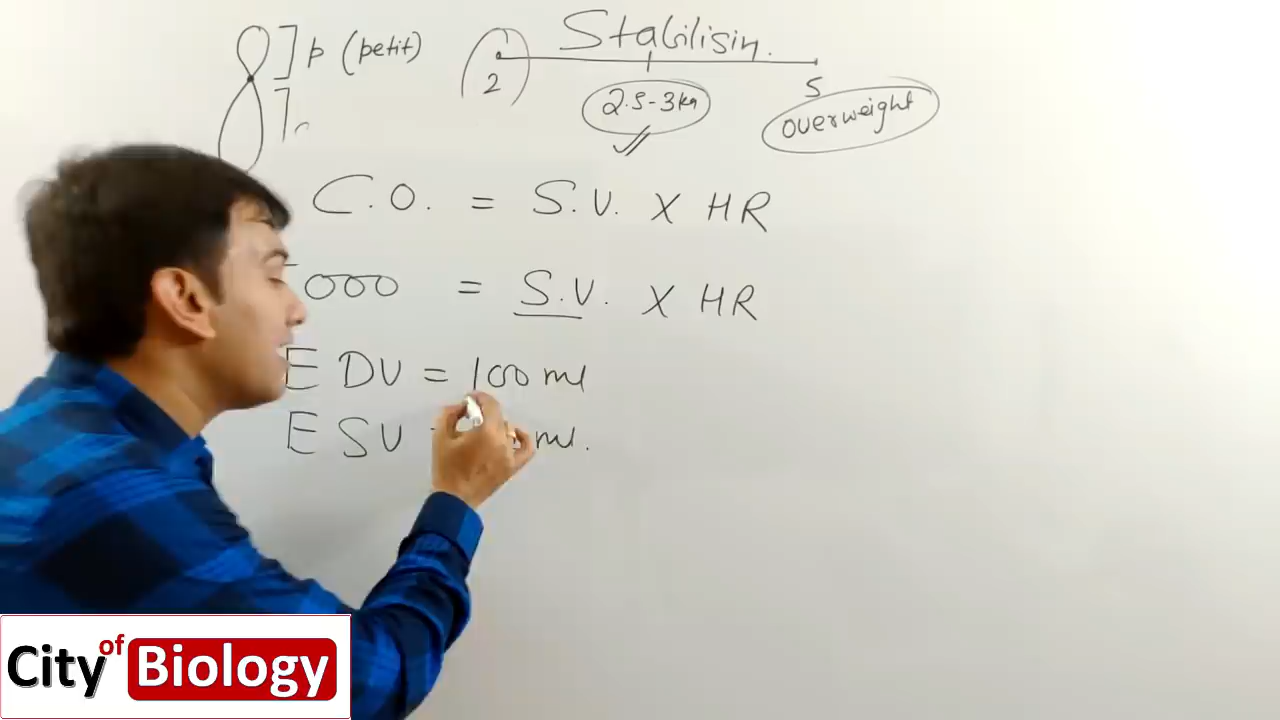 p (petit)
Stabilisin.
2
2.5-3kg
5
overweight
C.O. = S.V. X HR
000 = S.V. X HR
EDV = 100 ml
ESV ml.
City of Biology